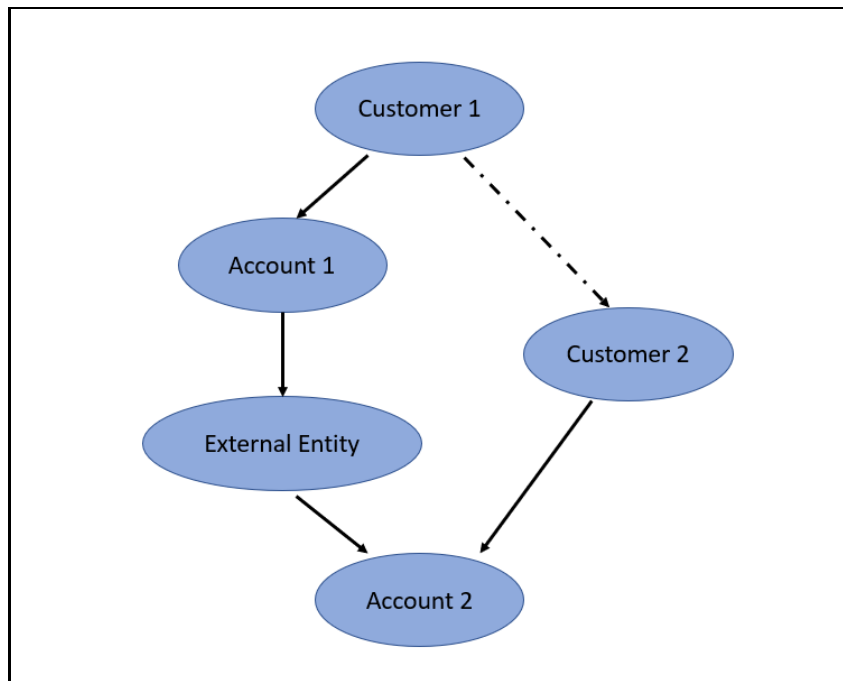 Customer 1
Account 1
Customer 2
External Entity
Account 2